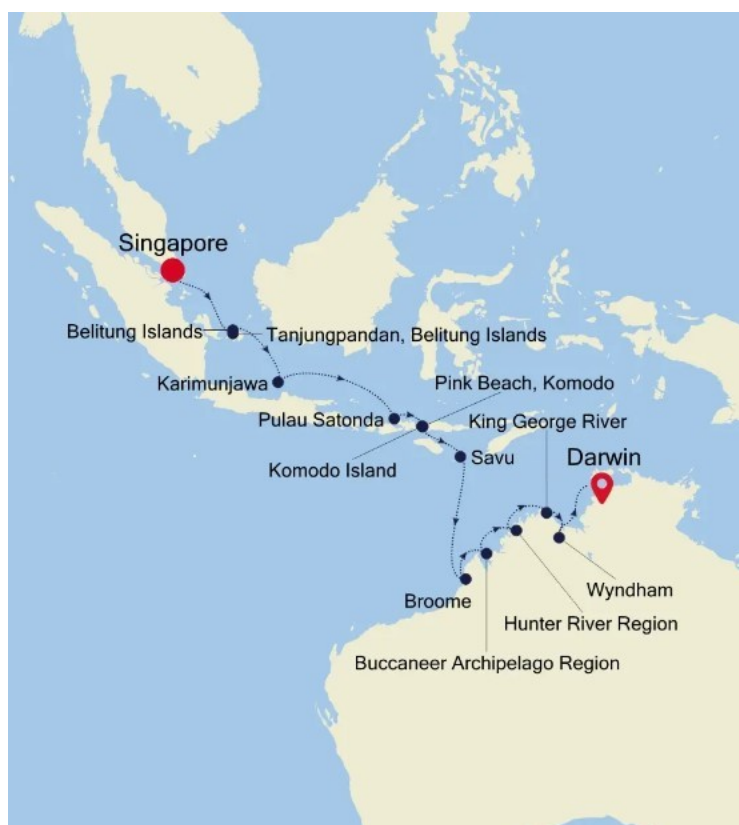 Singapore
Belitung Islands
Tanjungpandan, Belitung Islands
Karimunjawa
Pink Beach, Komodo
Pulau Satonda
King George River
Komodo Island
Savu
Darwin
Wyndham
Broome
Hunter River Region
Buccaneer Archipelago Region